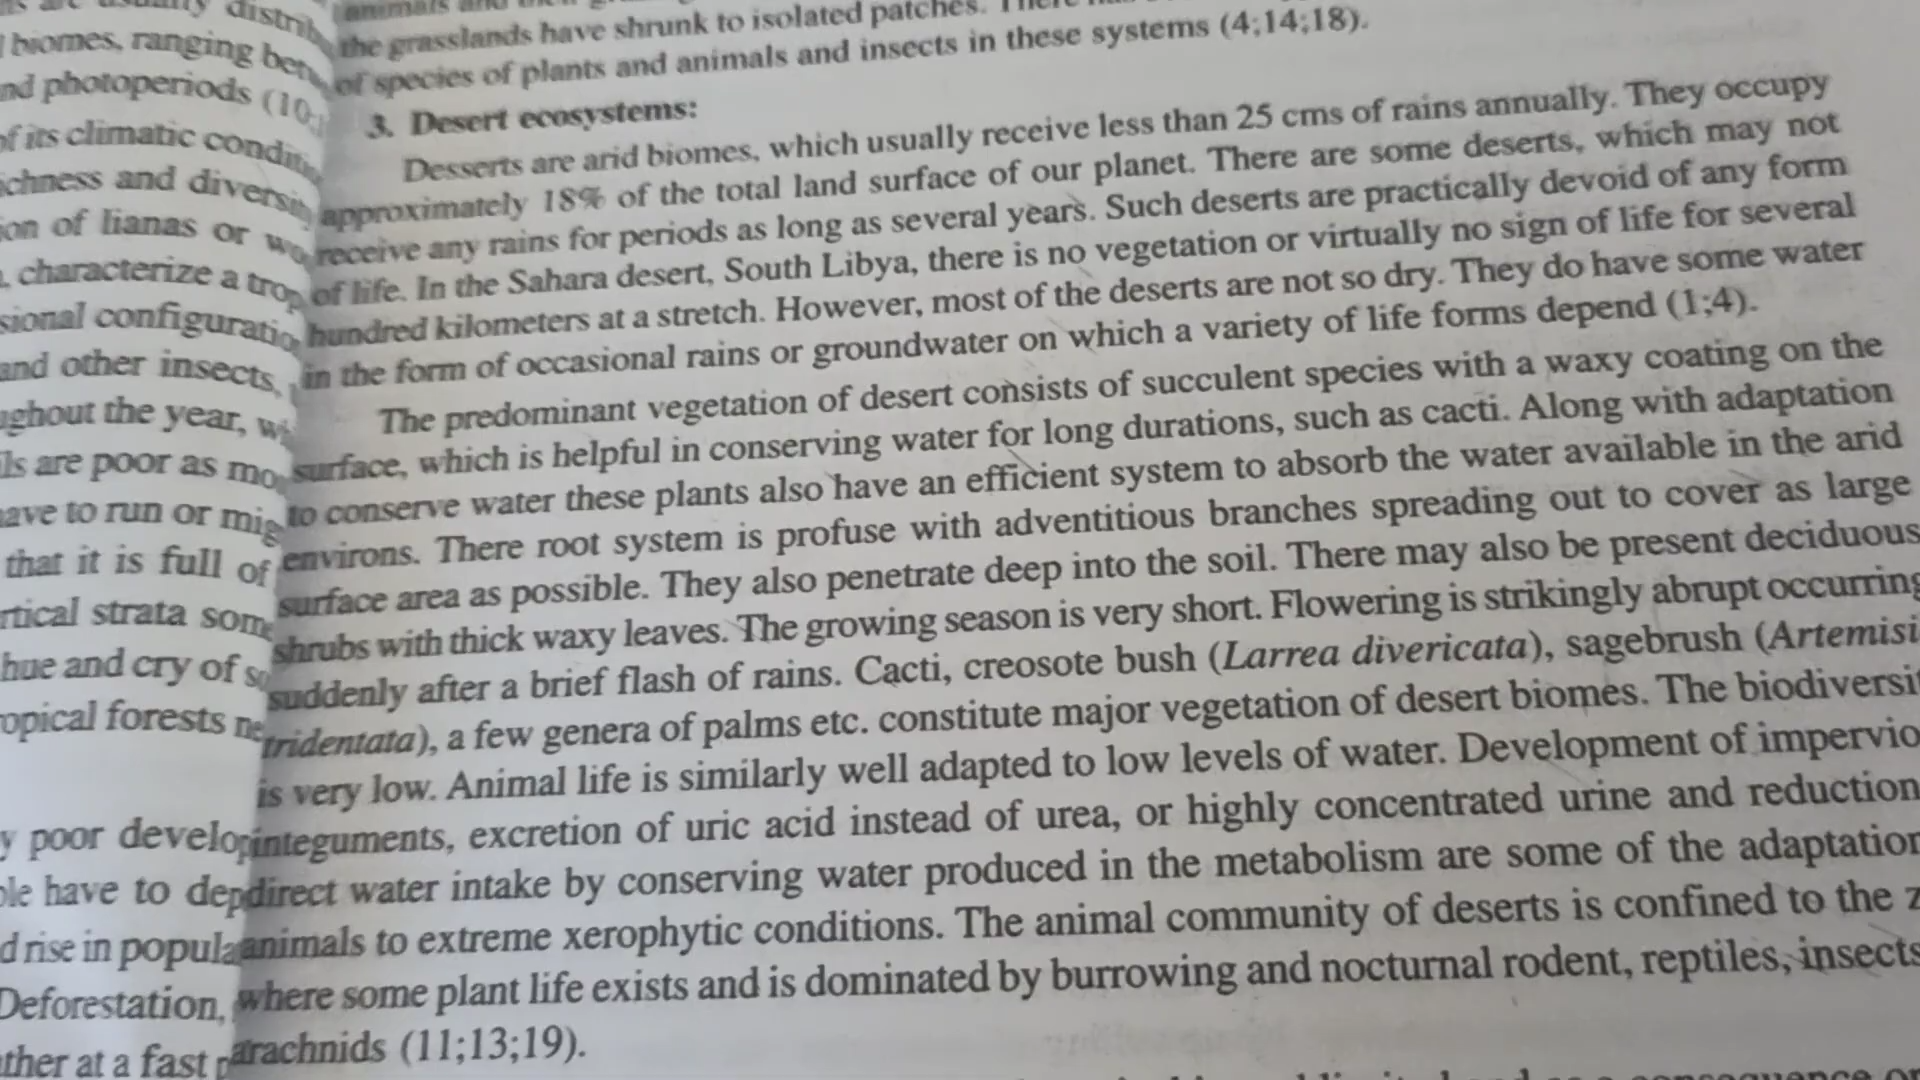 distrib
biomes, ranging bet
nd photoperiods (10;
of its climatic conditi
chness and diversit
ion of lianas or wo
, characterize a trop
sional configuratio
and other insects,
ughout the year, wi
ls are poor as mo
ave to run or mig
that it is full of
rtical strata some
hue and cry of so
opical forests ne
y poor develop
le have to dep
d rise in popula
Deforestation,
ther at a fast
the grasslands have shrunk to isolated patches.
of species of plants and animals and insects in these systems (4;14;18).
3. Desert ecosystems:
Desserts are arid biomes, which usually receive less than 25 cms of rains annually. They occupy
approximately 18% of the total land surface of our planet. There are some deserts, which may not
receive any rains for periods as long as several years. Such deserts are practically devoid of any form
of life. In the Sahara desert, South Libya, there is no vegetation or virtually no sign of life for several
hundred kilometers at a stretch. However, most of the deserts are not so dry. They do have some water
in the form of occasional rains or groundwater on which a variety of life forms depend (1;4).
The predominant vegetation of desert consists of succulent species with a waxy coating on the
surface, which is helpful in conserving water for long durations, such as cacti. Along with adaptation
to conserve water these plants also have an efficient system to absorb the water available in the arid
environs. There root system is profuse with adventitious branches spreading out to cover as large
surface area as possible. They also penetrate deep into the soil. There may also be present deciduous
shrubs with thick waxy leaves. The growing season is very short. Flowering is strikingly abrupt occurring
suddenly after a brief flash of rains. Cacti, creosote bush (Larrea divericata), sagebrush (Artemisi
tridentata), a few genera of palms etc. constitute major vegetation of desert biomes. The biodiversit
is very low. Animal life is similarly well adapted to low levels of water. Development of impervio
integuments, excretion of uric acid instead of urea, or highly concentrated urine and reduction
direct water intake by conserving water produced in the metabolism are some of the adaptation
animals to extreme xerophytic conditions. The animal community of deserts is confined to the z
where some plant life exists and is dominated by burrowing and nocturnal rodent, reptiles, insects
arachnids (11;13;19).